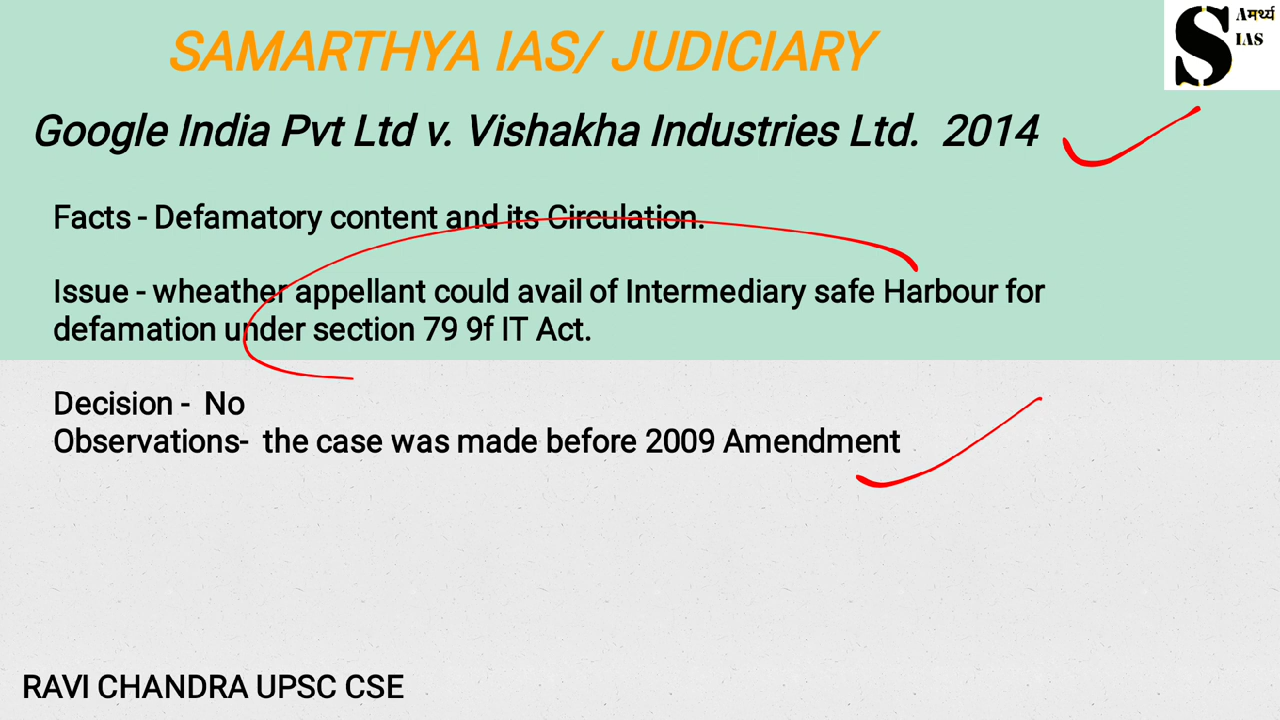 SAMARTHYA IAS/ JUDICIARY
Sामर्थ्य
IAS
Google India Pvt Ltd v. Vishakha Industries Ltd. 2014
Facts - Defamatory content and its Circulation.
Issue - wheather appellant could avail of Intermediary safe Harbour for
defamation under section 79 9f IT Act.
Decision - No
Observations- the case was made before 2009 Amendment
RAVI CHANDRA UPSC CSE